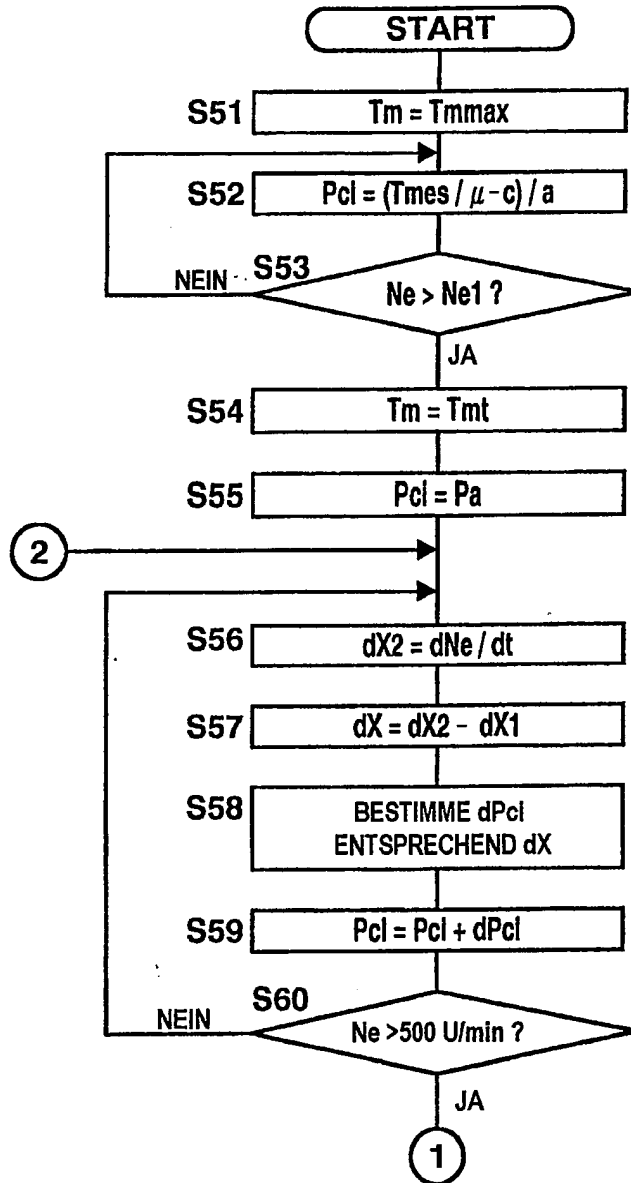 START
S51 Tm = Tmmax
S52 Pcl = (Tmes / μ-c) / a
S53 Ne > Ne1 ?
NEIN
JA
S54 Tm = Tmt
S55 Pcl = Pa
2
S56 dX2 = dNe / dt
S57 dX = dX2 - dX1
S58 BESTIMME dPcl
ENTSPRECHEND dX
S59 Pcl = Pcl + dPcl
S60 Ne >500 U/min ?
NEIN
JA
1